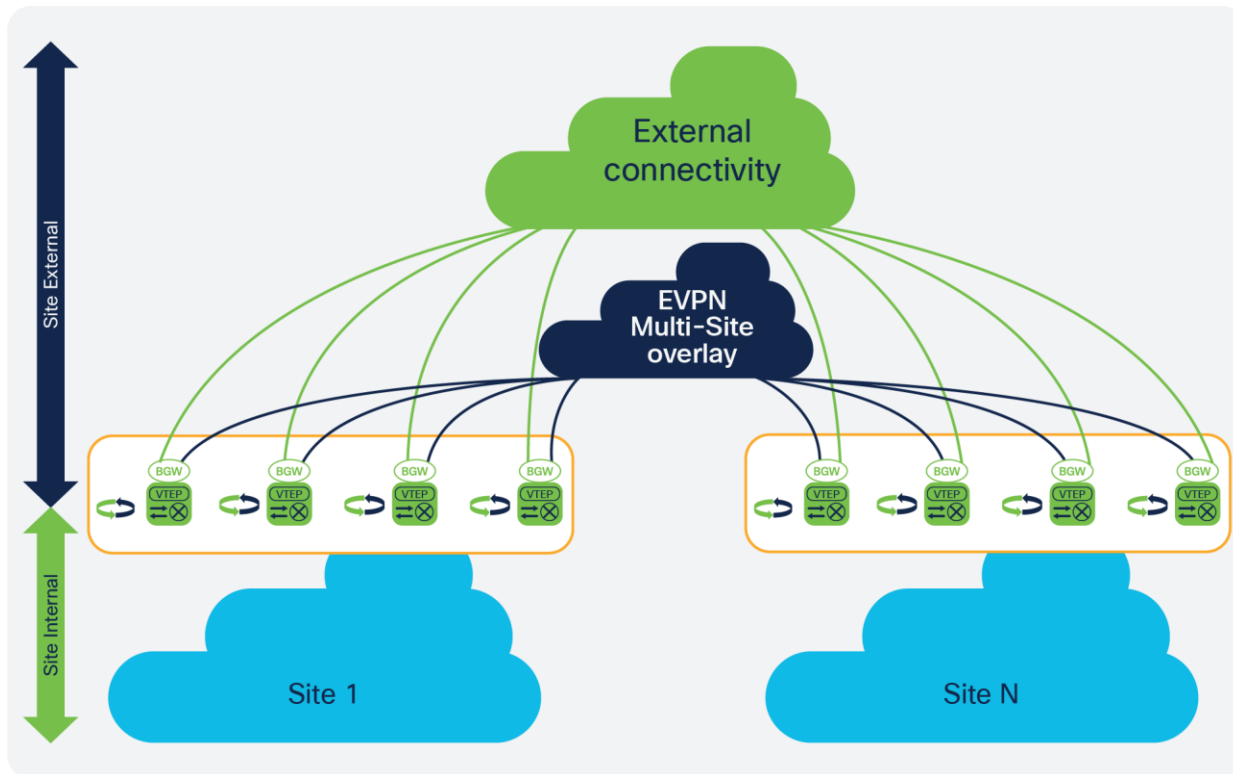 External
connectivity
EVPN
Multi-Site
overlay
Site External
BGW BGW BGW BGW BGW BGW BGW BGW
VTEP VTEP VTEP VTEP VTEP VTEP VTEP VTEP
Site Internal
Site 1
Site N